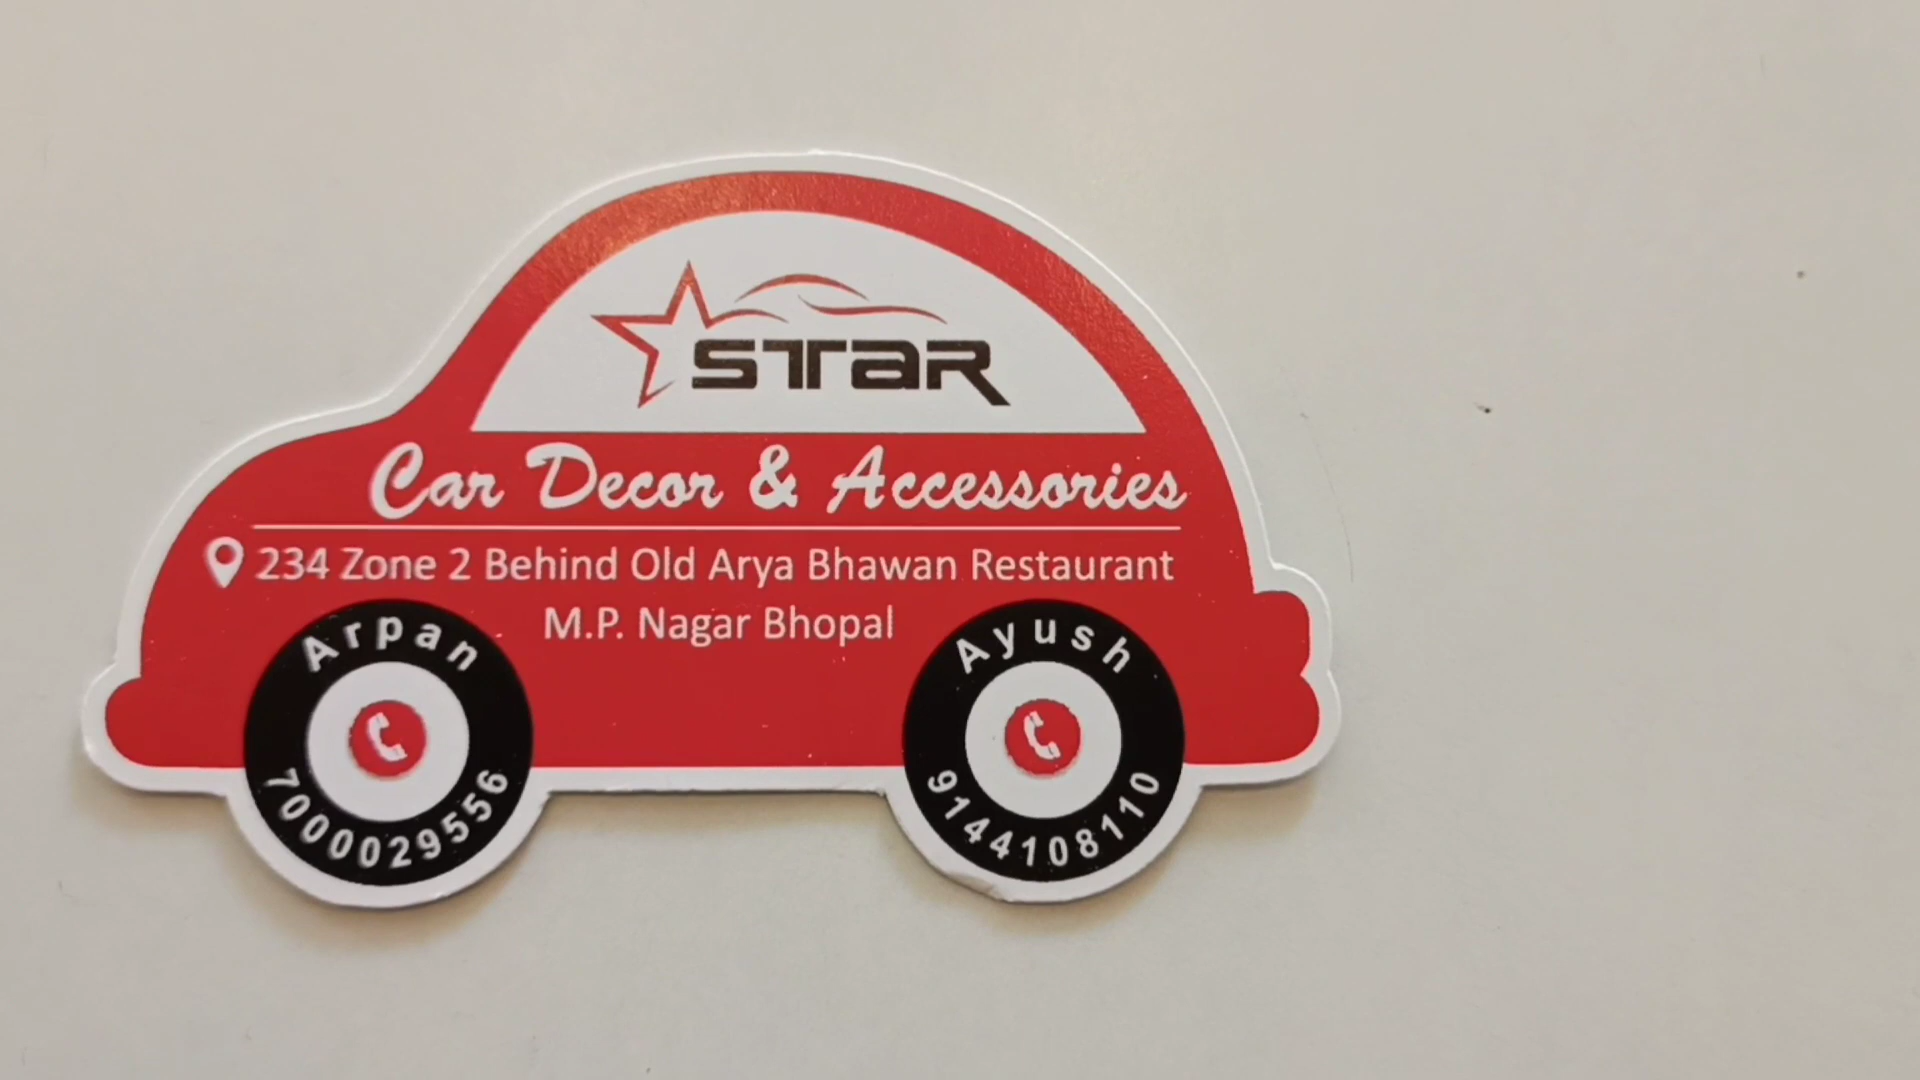 STAR
Car Decor & Accessories
234 Zone 2 Behind Old Arya Bhawan Restaurant
M.P. Nagar Bhopal
Arpan
7000029556
Ayush
9144108110